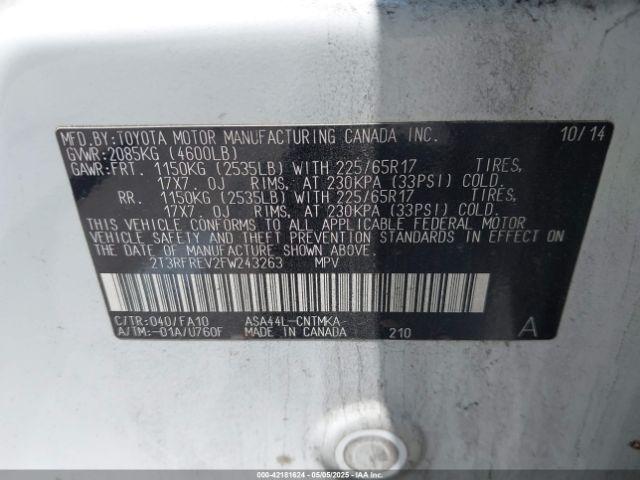 MFD.BY:TOYOTA MOTOR MANUFACTURING CANADA INC. 10/14
GVWR:2085KG (4600LB)
GAWR:FRT. 1150KG (2535LB) WITH 225/65R17 TIRES,
17X7.0J RIMS, AT 230KPA (33PSI) COLD.
RR. 1150KG (2535LB) WITH 225/65R17 TIRES,
17X7.0J RIMS, AT 230KPA (33PSI) COLD.
THIS VEHICLE CONFORMS TO ALL APPLICABLE FEDERAL MOTOR
VEHICLE SAFETY AND THEFT PREVENTION STANDARDS IN EFFECT ON
THE DATE OF MANUFACTURE SHOWN ABOVE.
2T3RFREV2FW243263 MPV
C/TR:040/FA10 ASA44L-CNTMKA-
A/TM:-01A/U760F MADE IN CANADA 210 A
000-42181624 05/05/2025 IAAI.COM